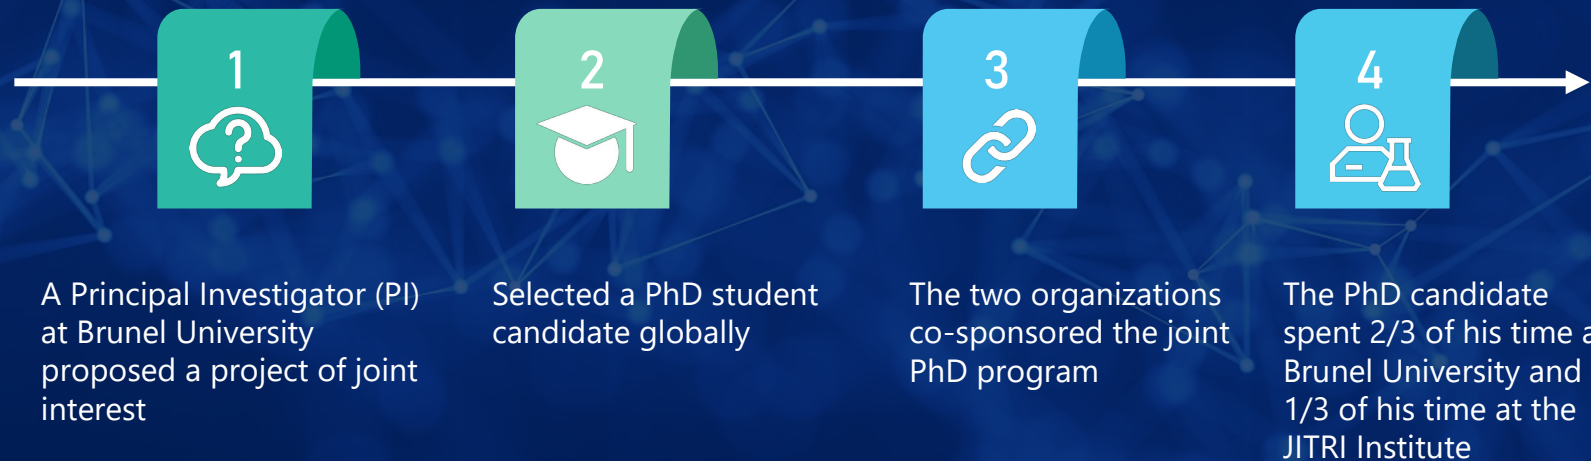 1
2
3
4
?
A Principal Investigator (PI)
at Brunel University
proposed a project of joint
interest
Selected a PhD student
candidate globally
The two organizations
co-sponsored the joint
PhD program
The PhD candidate
spent 2/3 of his time
Brunel University and
1/3 of his time at the
JITRI Institute